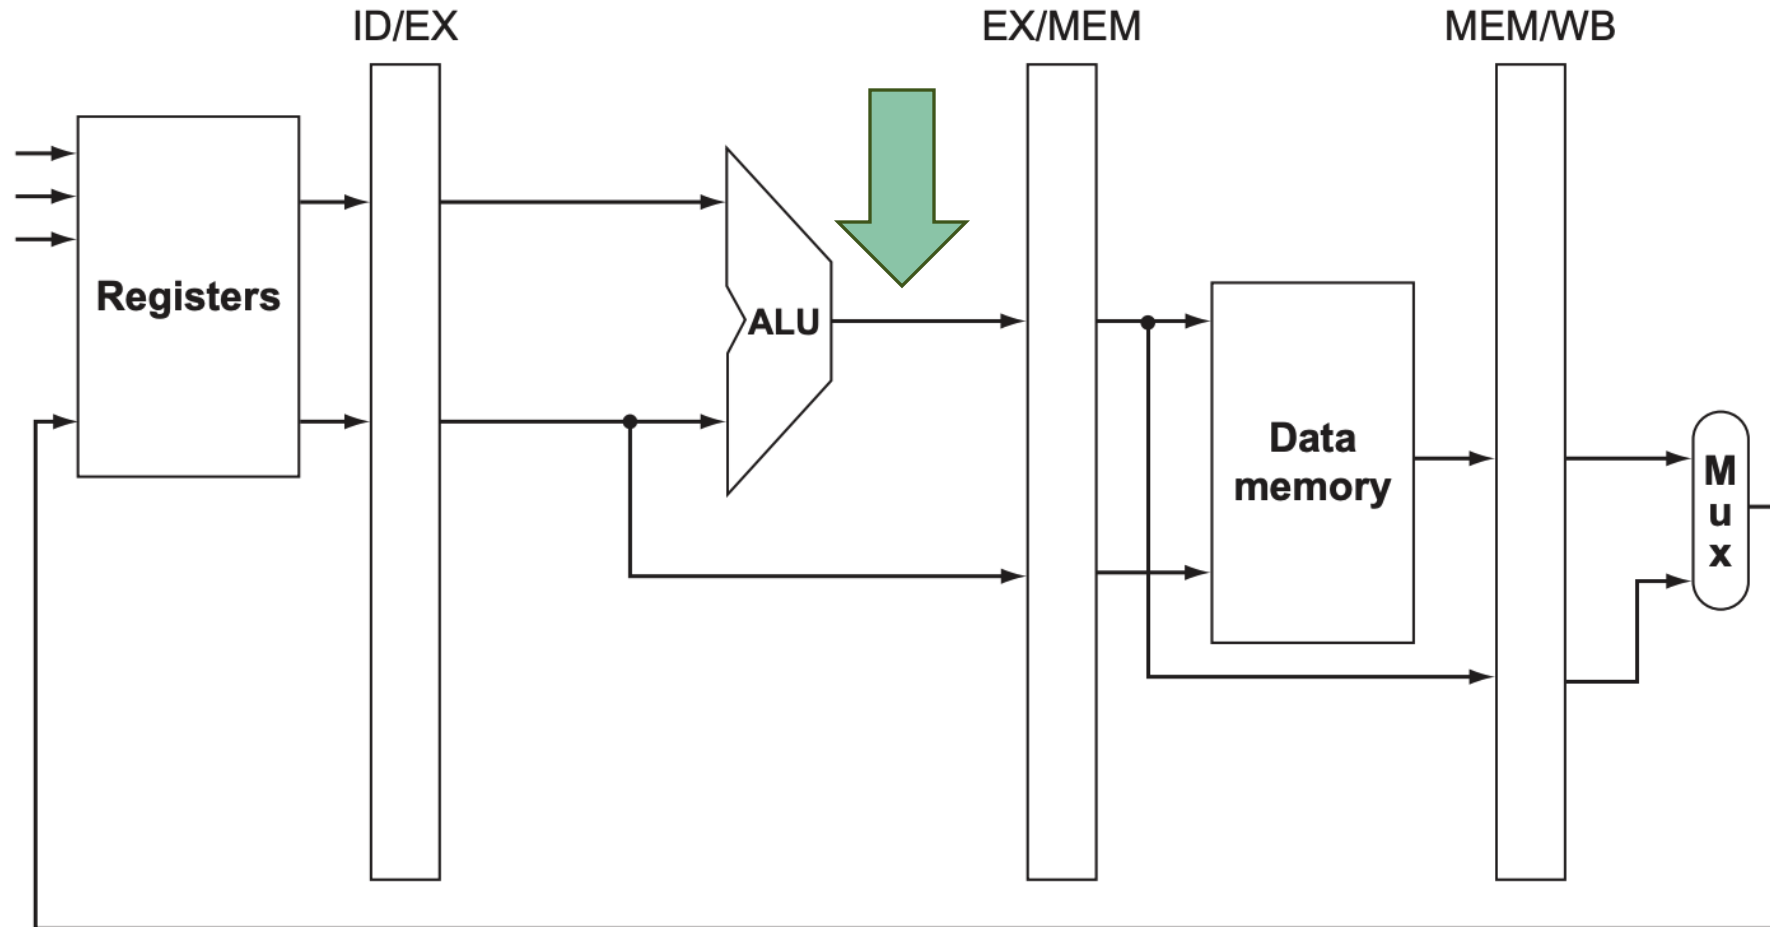 ID/EX
EX/MEM
MEM/WB
Registers
ALU
Data
memory
M
u
x